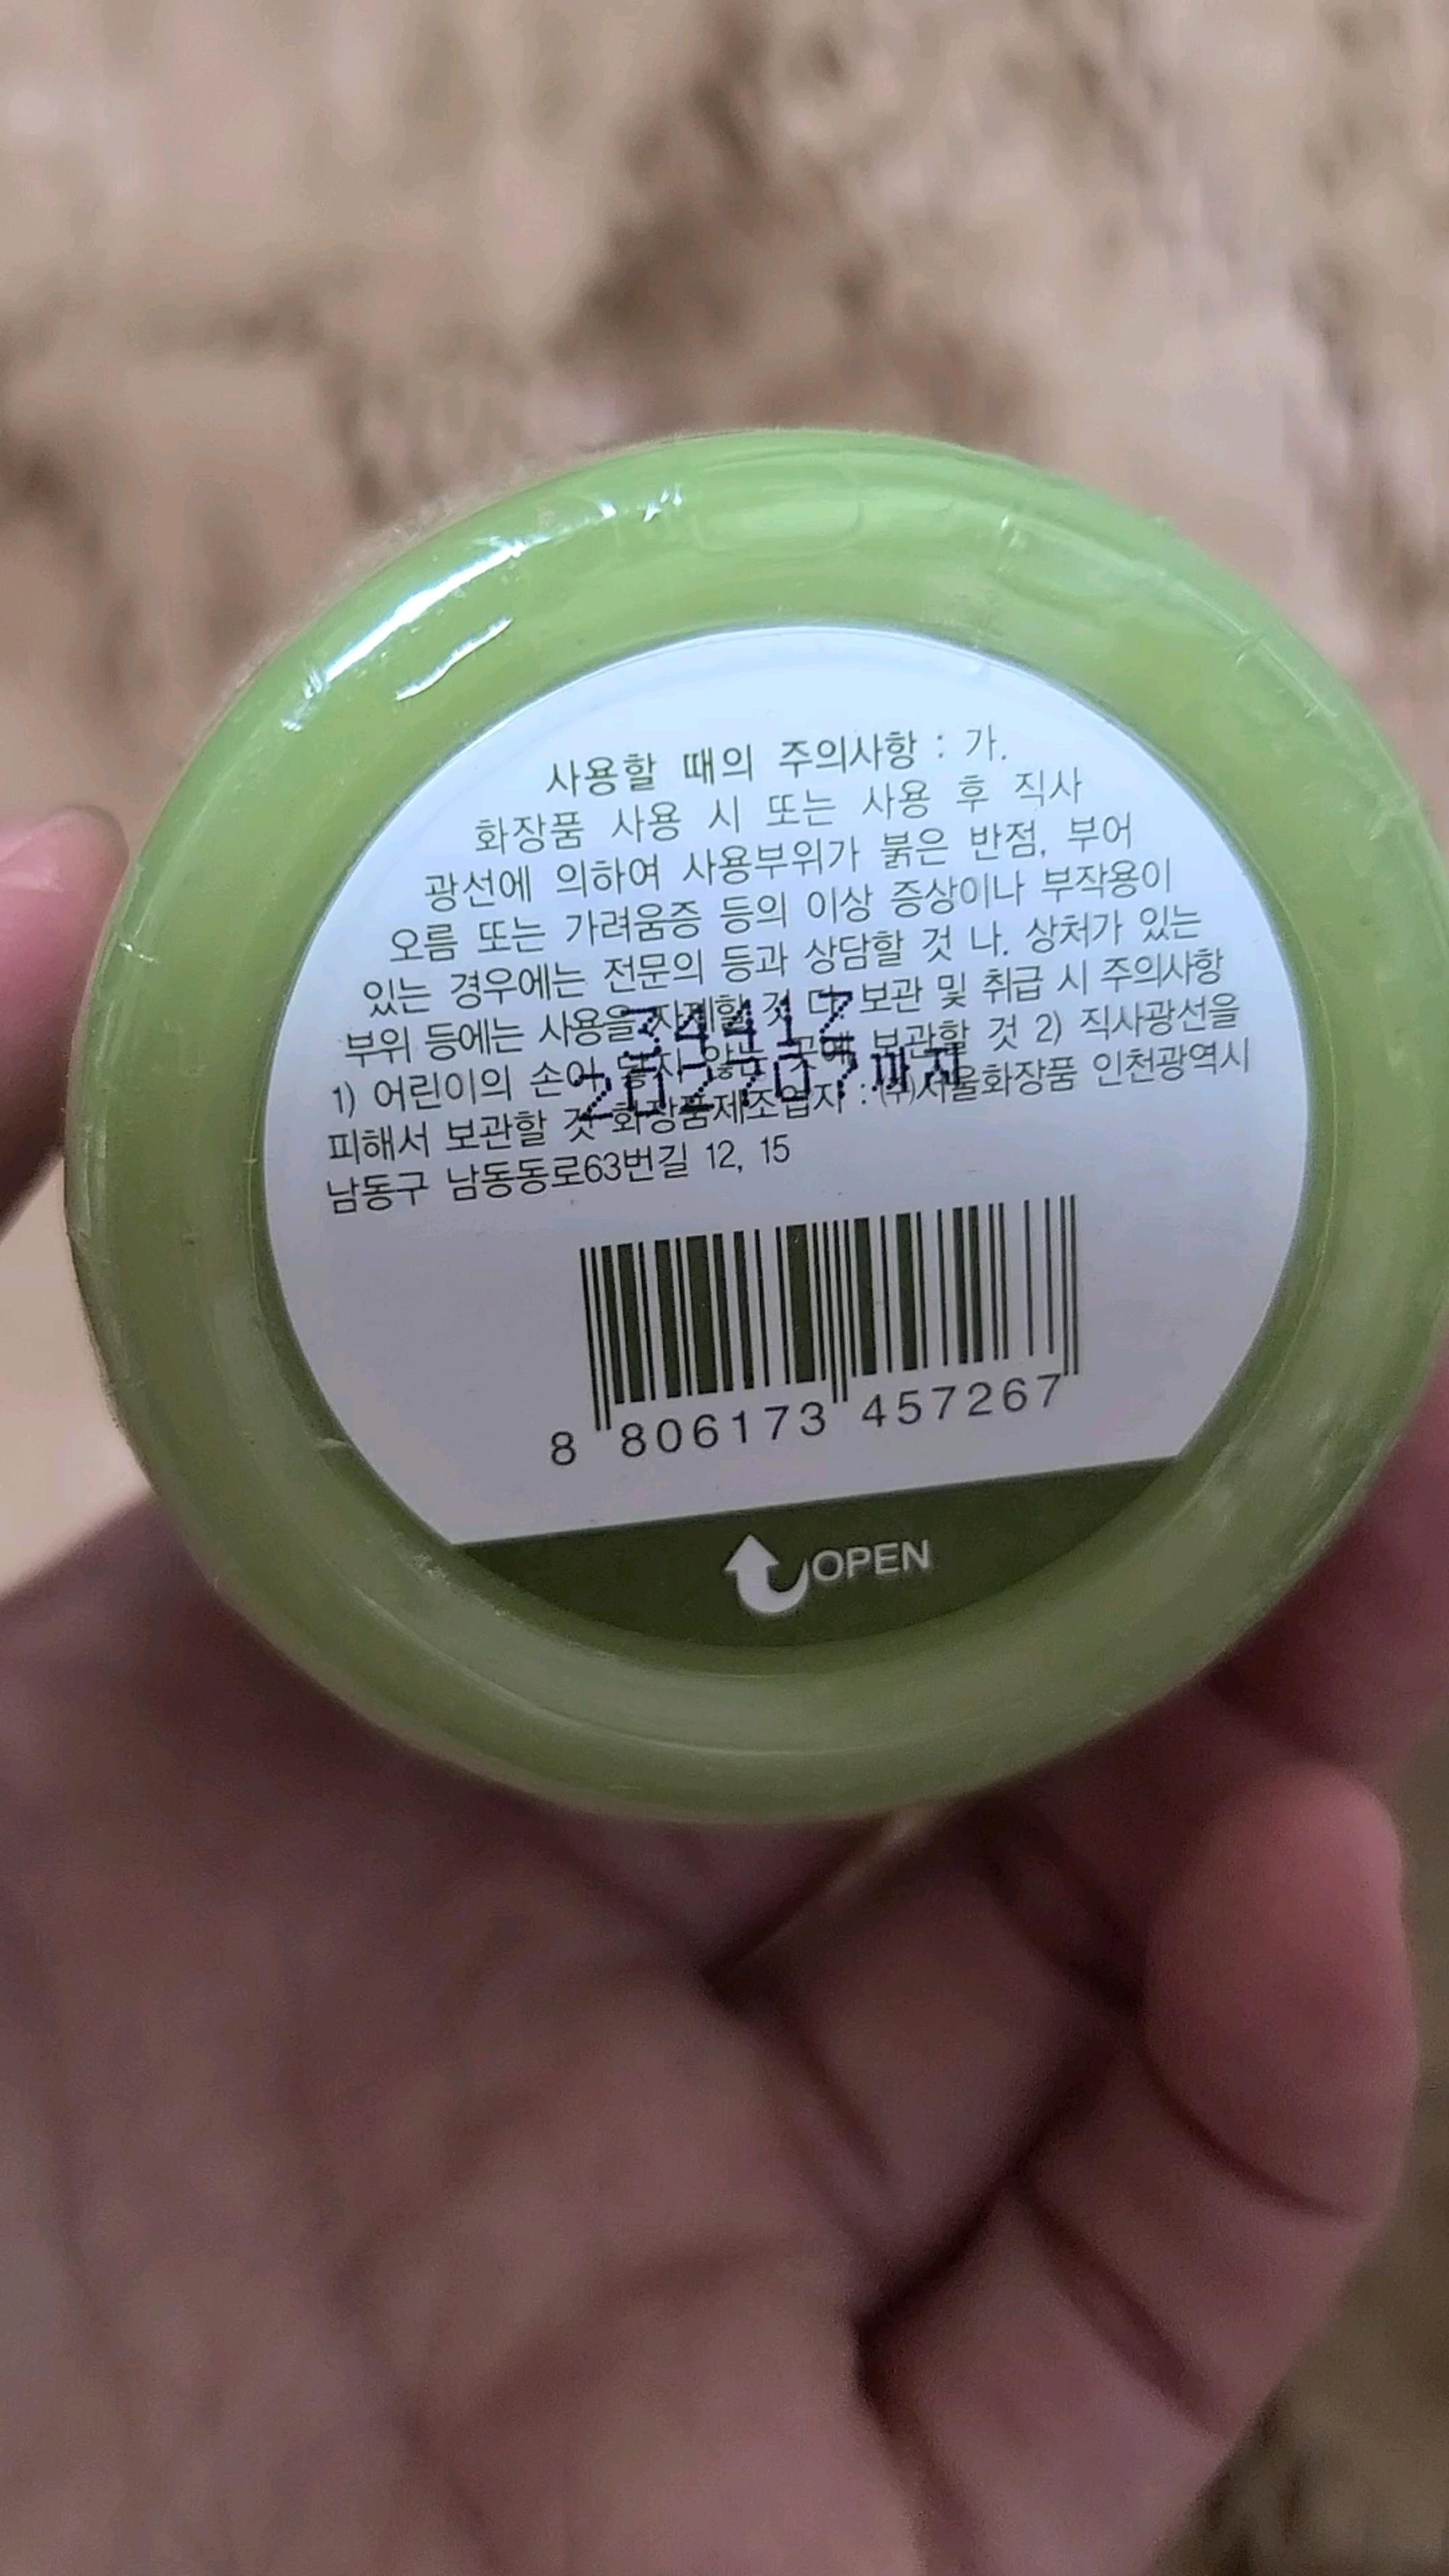 사용할 때의 주의사항 : 가.
화장품 사용 시 또는 사용 후 직사
광선에 의하여 사용부위가 붉은 반점, 부어
오름 또는 가려움증 등의 이상 증상이나 부작용이
있는 경우에는 전문의 등과 상담할 것 나. 상처가 있는
부위 등에는 사용을 자제할 것 다. 보관 및 취급 시 주의사항
1) 어린이의 손이 닿지 않는 곳에 보관할 것 2) 직사광선을
피해서 보관할 것 화장품제조업자 : (주)서울화장품 인천광역시
남동구 남동동로63번길 12, 15
202707까지
8 806173 457267
OPEN